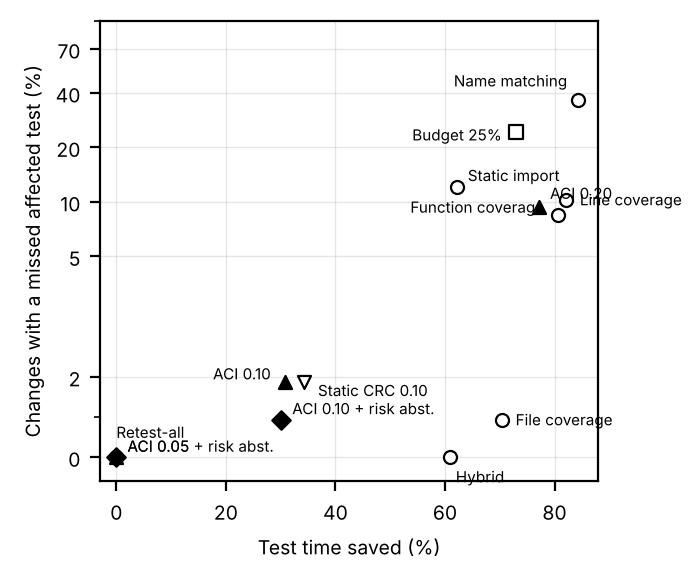 Changes with a missed affected test (%)
70
40
20
10
5
2
0
Name matching
Budget 25%
Static import
ACI 0.20
Line coverage
Function coverage
ACI 0.10
Static CRC 0.10
ACI 0.10 + risk abst.
File coverage
Retest-all
ACI 0.05 + risk abst.
Hybrid
0
20
40
60
80
Test time saved (%)